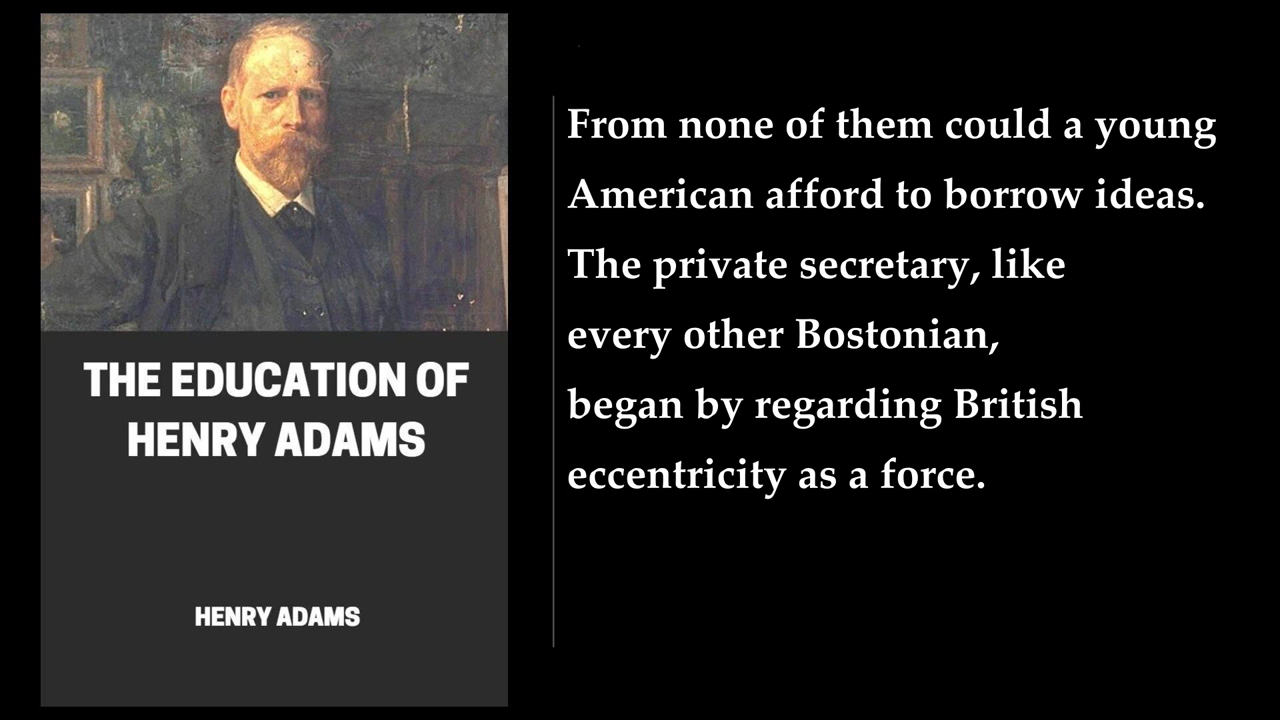 THE EDUCATION OF
HENRY ADAMS
HENRY ADAMS
From none of them could a young
American afford to borrow ideas.
The private secretary, like
every other Bostonian,
began by regarding British
eccentricity as a force.